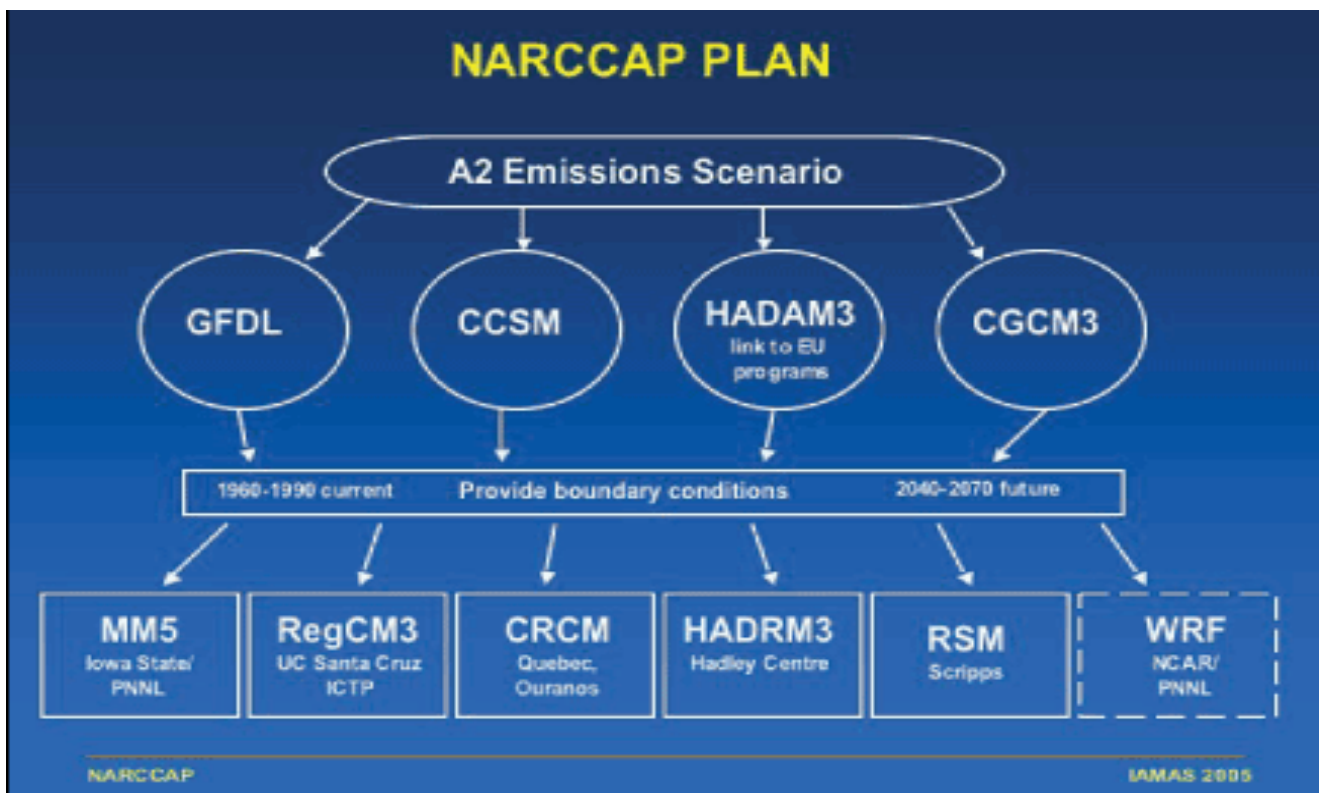 NARCCAP PLAN
A2 Emissions Scenario
GFDL
CCSM
HADAM3
link to EU
programs
CGCM3
1960-1990 current
Provide boundary conditions
2040-2070 future
MM5
Iowa State/
PNNL
RegCM3
UC Santa Cruz
ICTP
CRCM
Quebec,
Ouranos
HADRM3
Hadley Centre
RSM
Scripps
WRF
NCAR/
PNNL
NARCCAP
IAMAS 2005